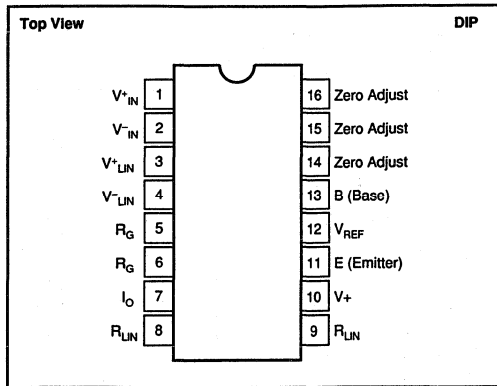 Top View DIP
V+IN 1 16 Zero Adjust
V–IN 2 15 Zero Adjust
V+LIN 3 14 Zero Adjust
V–LIN 4 13 B (Base)
RG 5 12 VREF
RG 6 11 E (Emitter)
IO 7 10 V+
RLIN 8 9 RLIN